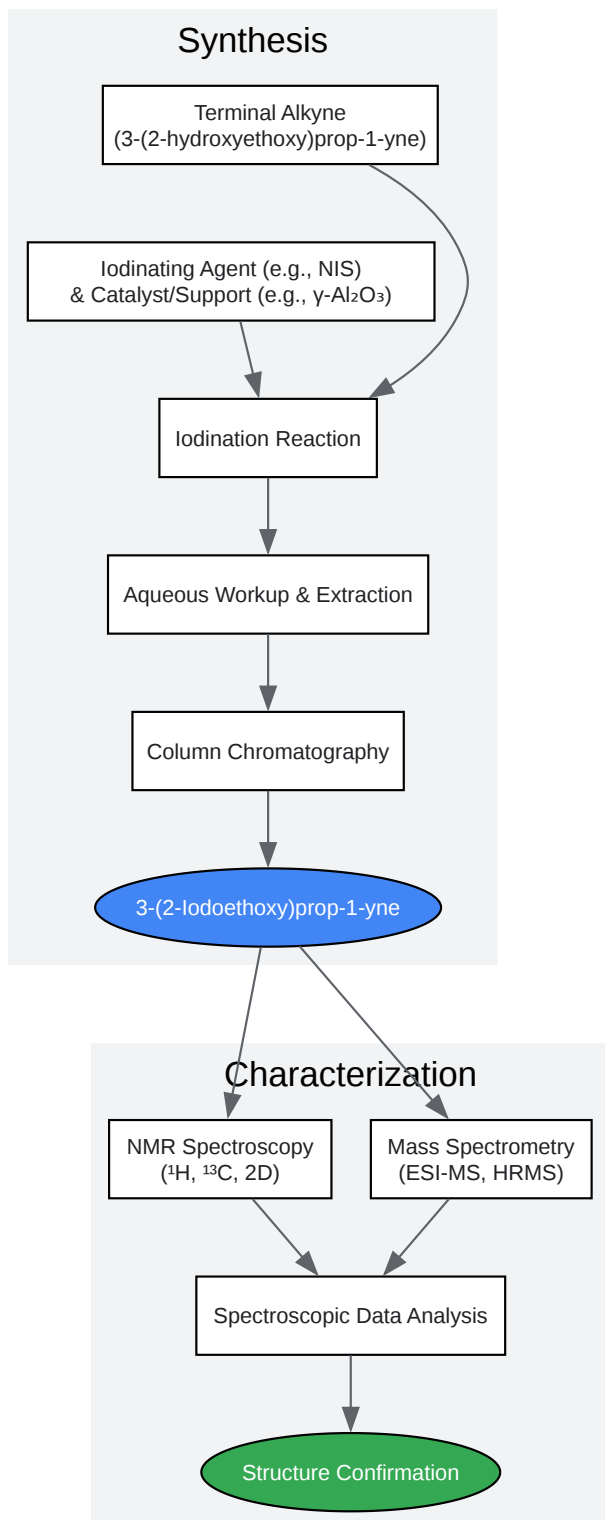 Synthesis
Terminal Alkyne
(3-(2-hydroxyethoxy)prop-1-yne)
Iodinating Agent (e.g., NIS)
& Catalyst/Support (e.g., γ-Al₂O₃)
Iodination Reaction
Aqueous Workup & Extraction
Column Chromatography
3-(2-Iodoethoxy)prop-1-yne
Characterization
NMR Spectroscopy
(¹H, ¹³C, 2D)
Mass Spectrometry
(ESI-MS, HRMS)
Spectroscopic Data Analysis
Structure Confirmation